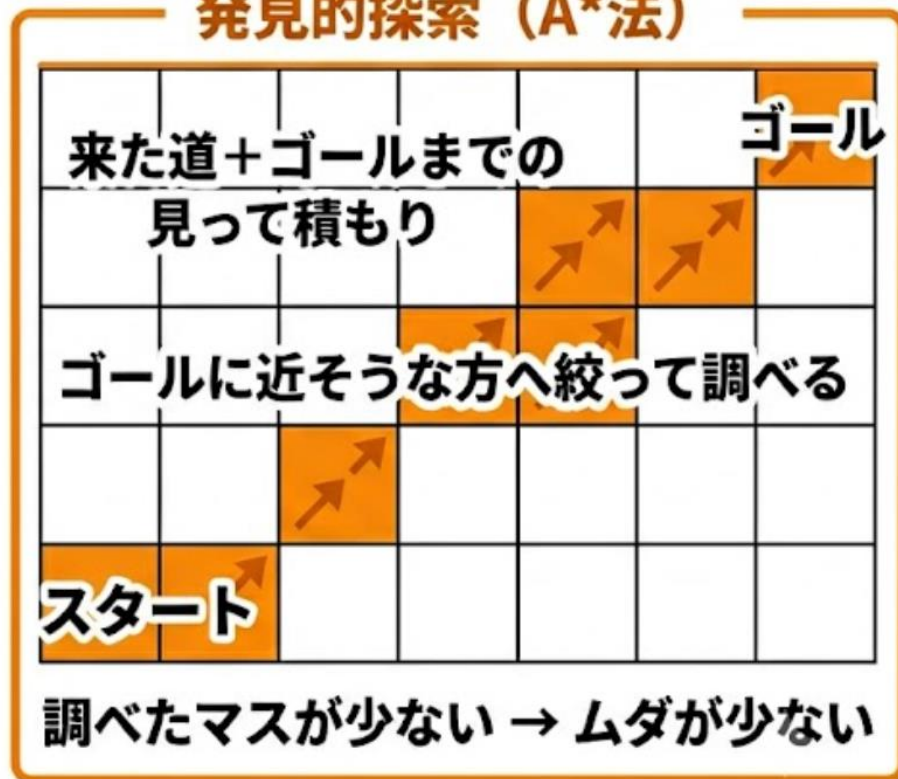 発見的探索（A*法）
ゴール
来た道＋ゴールまでの
見って積もり
ゴールに近そうな方へ絞って調べる
スタート
調べたマスが少ない → ムダが少ない